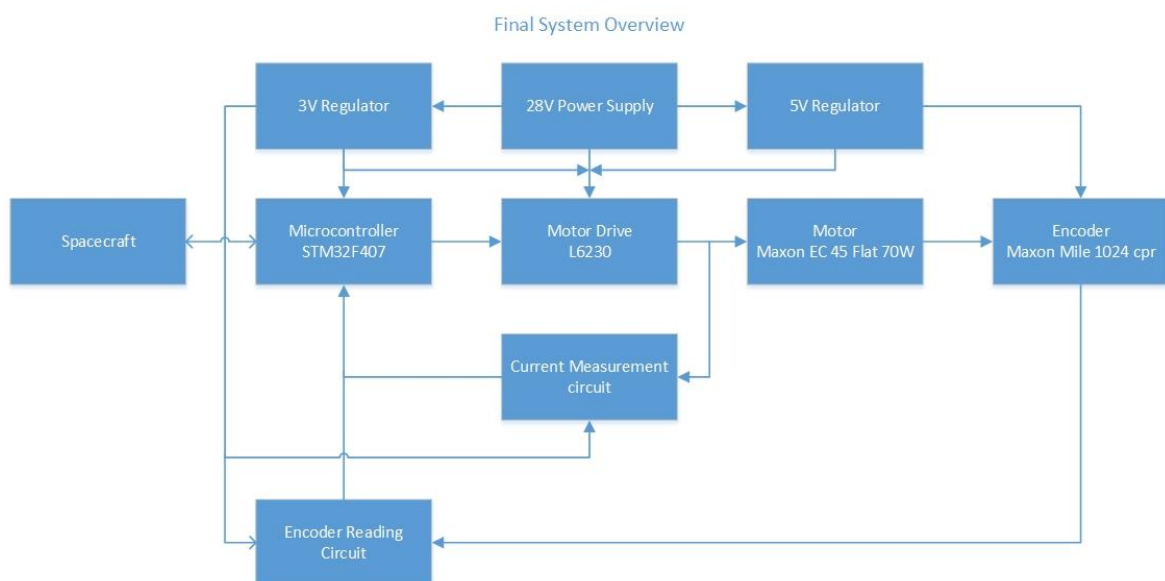 Final System Overview
3V Regulator
28V Power Supply
5V Regulator
Spacecraft
Microcontroller
STM32F407
Motor Drive
L6230
Motor
Maxon EC 45 Flat 70W
Encoder
Maxon Mile 1024 cpr
Current Measurement
circuit
Encoder Reading
Circuit